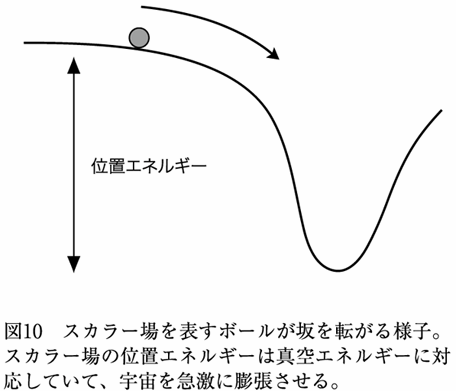 位置エネルギー
図10　スカラー場を表すボールが坂を転がる様子。
スカラー場の位置エネルギーは真空エネルギーに対
応していて、宇宙を急激に膨張させる。